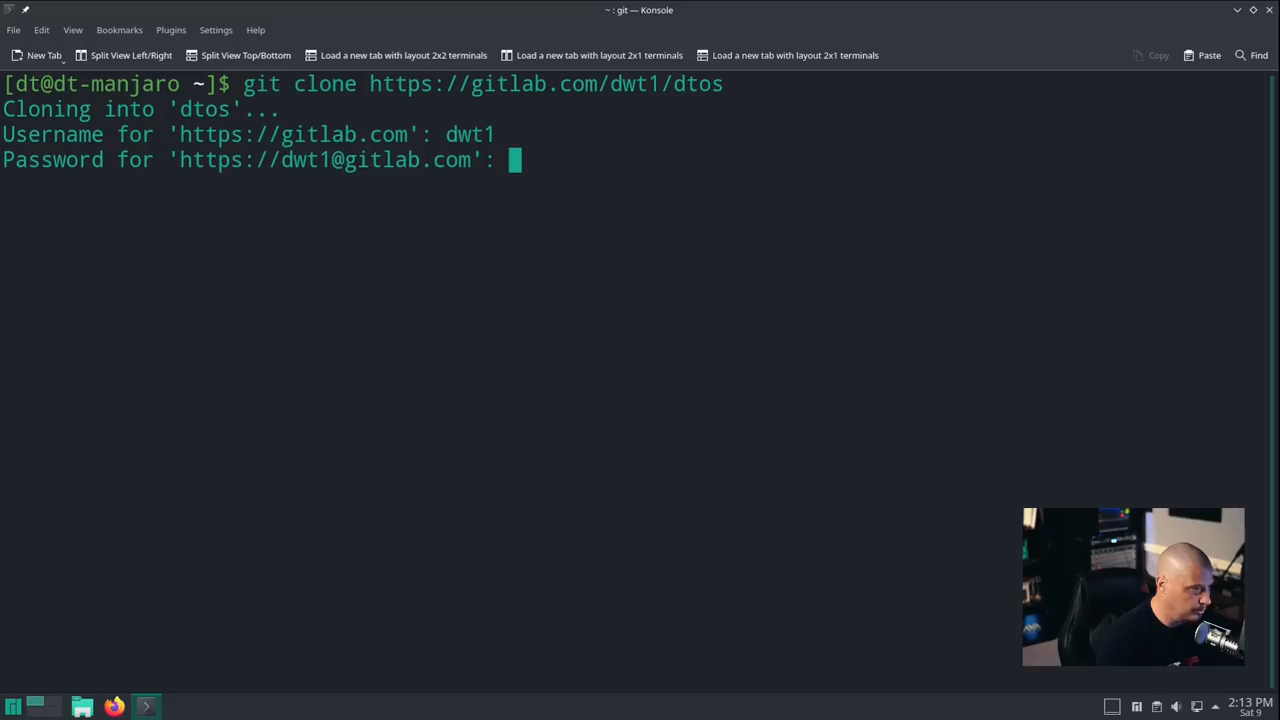 ~ : git — Konsole
File Edit View Bookmarks Plugins Settings Help
New Tab Split View Left/Right Split View Top/Bottom Load a new tab with layout 2x2 terminals Load a new tab with layout 2x1 terminals Load a new tab with layout 2x1 terminals Copy Paste Find
[dt@dt-manjaro ~]$ git clone https://gitlab.com/dwt1/dtos
Cloning into 'dtos'...
Username for 'https://gitlab.com': dwt1
Password for 'https://dwt1@gitlab.com':
2:13 PM
Sat 9